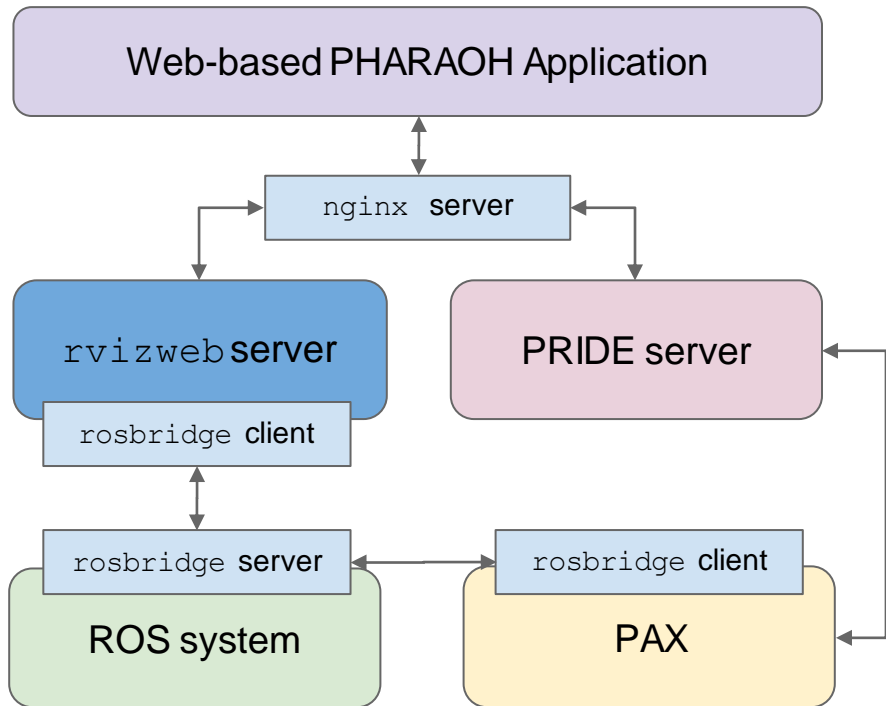 Web-based PHARAOH Application
nginx server
rvizweb server
PRIDE server
rosbridge client
rosbridge server
rosbridge client
ROS system
PAX